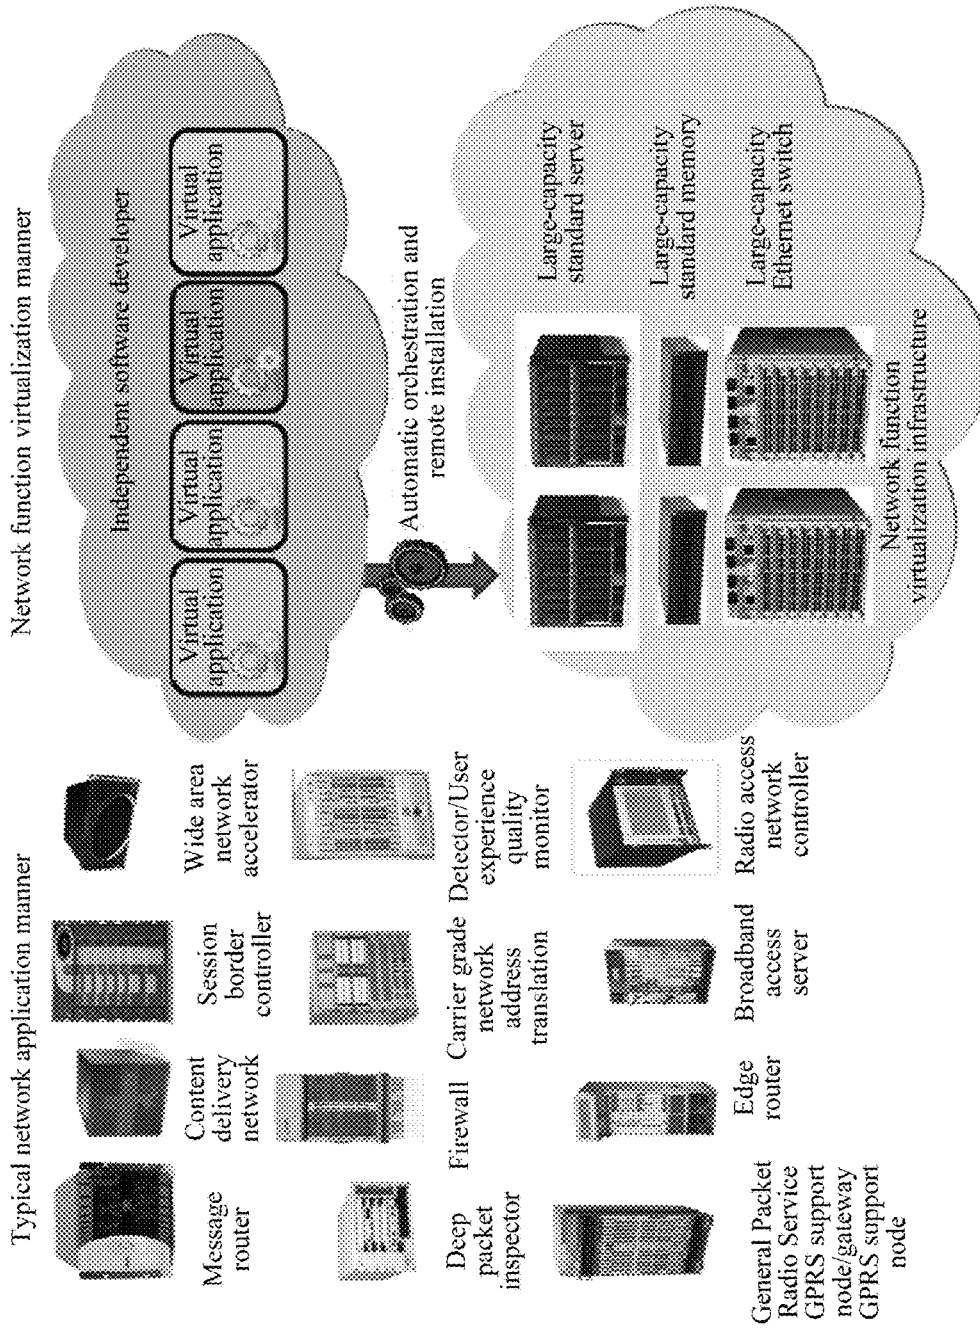 Typical network application manner
Message
router
Content
delivery
network
Session
border
controller
Wide area
network
accelerator
Deep
packet
inspector
Firewall
Carrier grade
network
address
translation
Detector/User
experience
quality
monitor
General Packet
Radio Service
GPRS support
node/gateway
GPRS support
node
Edge
router
Broadband
access
server
Radio access
network
controller
Network function virtualization manner
Independent software developer
Virtual
application
Virtual
application
Virtual
application
Virtual
application
Automatic orchestration and
remote installation
Large-capacity
standard server
Large-capacity
standard memory
Large-capacity
Ethernet switch
Network function
virtualization infrastructure